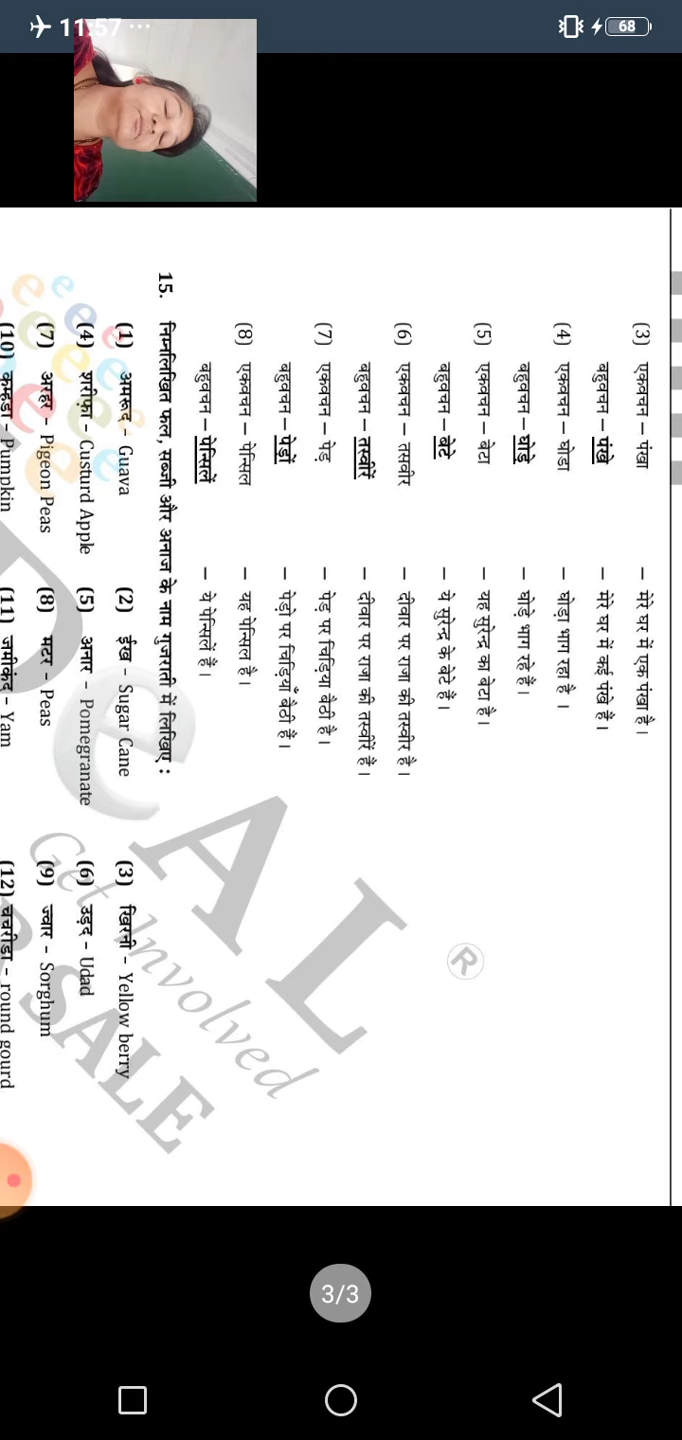 11:57 ...
68
(3) एकवचन – पंखा – मेरे घर में एक पंखा है।
बहुवचन – पंखे – मेरे घर में कई पंखे है।
(4) एकवचन – घोडा – घोड़ा भाग रहा है ।
बहुवचन – घोडे – घोड़े भाग रहे हैं।
(5) एकवचन – बेटा – यह सुरेन्द्र का बेटा है।
बहुवचन – बेटे – ये सुरेन्द्र के बेटे है।
(6) एकवचन – तसवीर – दीवार पर राजा की तस्वीर है।
बहुवचन – तस्वीरें – दीवार पर राजा की तस्वीरें है।
(7) एकवचन – पेड़ – पेड़ पर चिड़िया बैठी है।
बहुवचन – पेड़ों – पेड़ो पर चिड़ियाँ बैठी हैं।
(8) एकवचन – पेन्सिल – यह पेन्सिल है।
बहुवचन – पेन्सिलें – ये पेन्सिलें है।
15. निम्नलिखित फल, सब्जी और अनाज के नाम गुजराती में लिखिए :
(1) अमरूद – Guava (2) ईख – Sugar Cane (3) खिरनी – Yellow berry
(4) शरीफ़ा – Custurd Apple (5) अनार – Pomegranate (6) उड़द – Udad
(7) अरहर – Pigeon Peas (8) मटर – Peas (9) ज्वार – Sorghum
(10) कुम्हडा – Pumpkin (11) जमीकंद – Yam (12) चचरीडा – round gourd
DeAL ®
Get Involved
R SALE
3/3